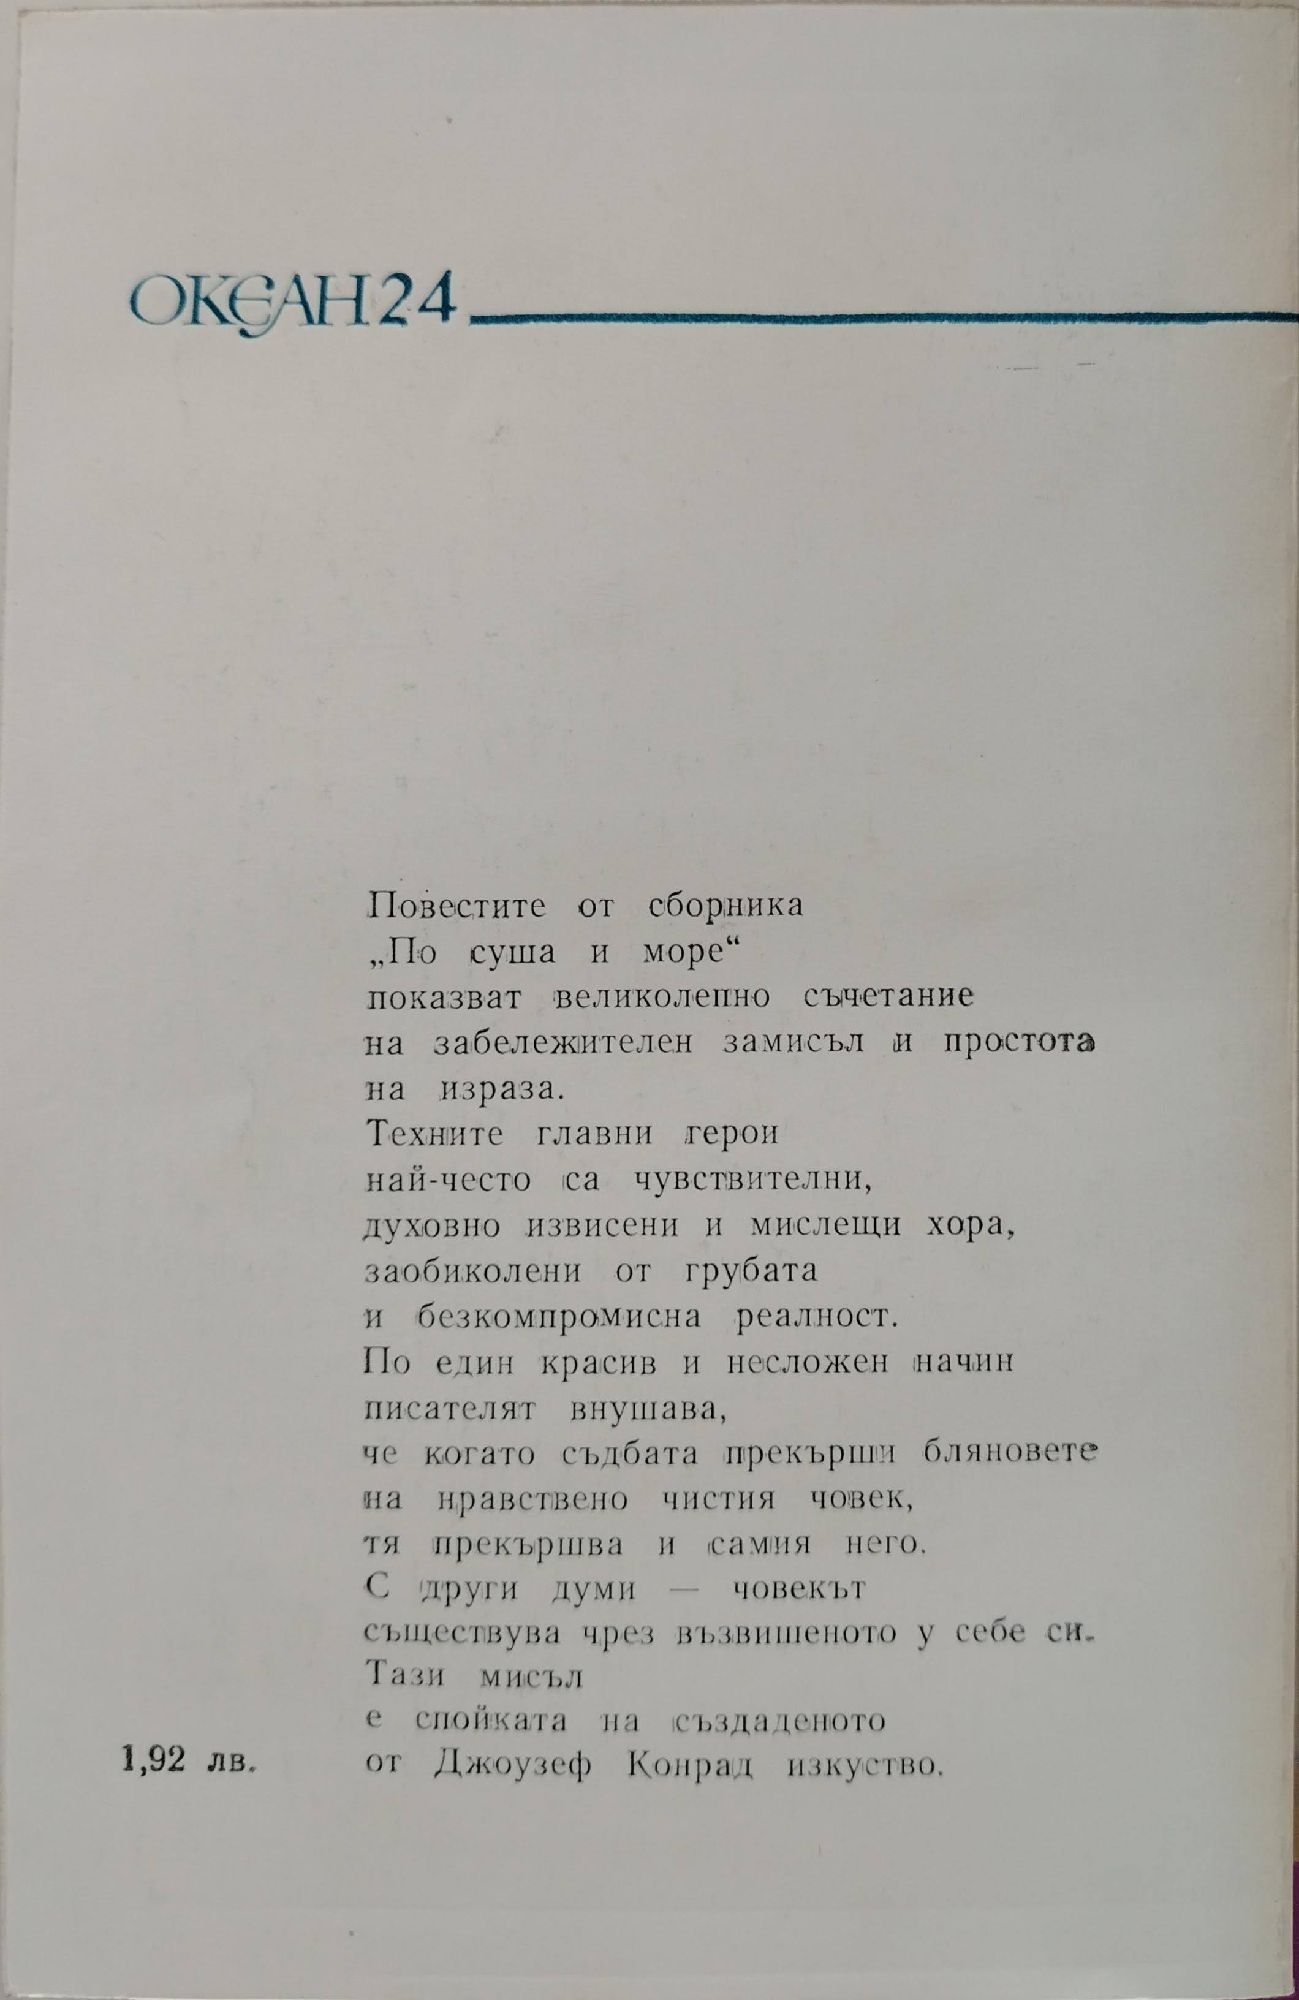 ОКЕАН 24
Повестите от сборника
„По суша и море“
показват великолепно съчетание
на забележителен замисъл и простота
на израза.
Техните главни герои
най-често са чувствителни,
духовно извисени и мислещи хора,
заобиколени от грубата
и безкомпромисна реалност.
По един красив и несложен начин
писателят внушава,
че когато съдбата прекърши бляновете
на нравствено чистия човек,
тя прекършва и самия него.
С други думи — човекът
съществува чрез възвишеното у себе си.
Тази мисъл
е спойката на създаденото
от Джоузеф Конрад изкуство.
1,92 лв.